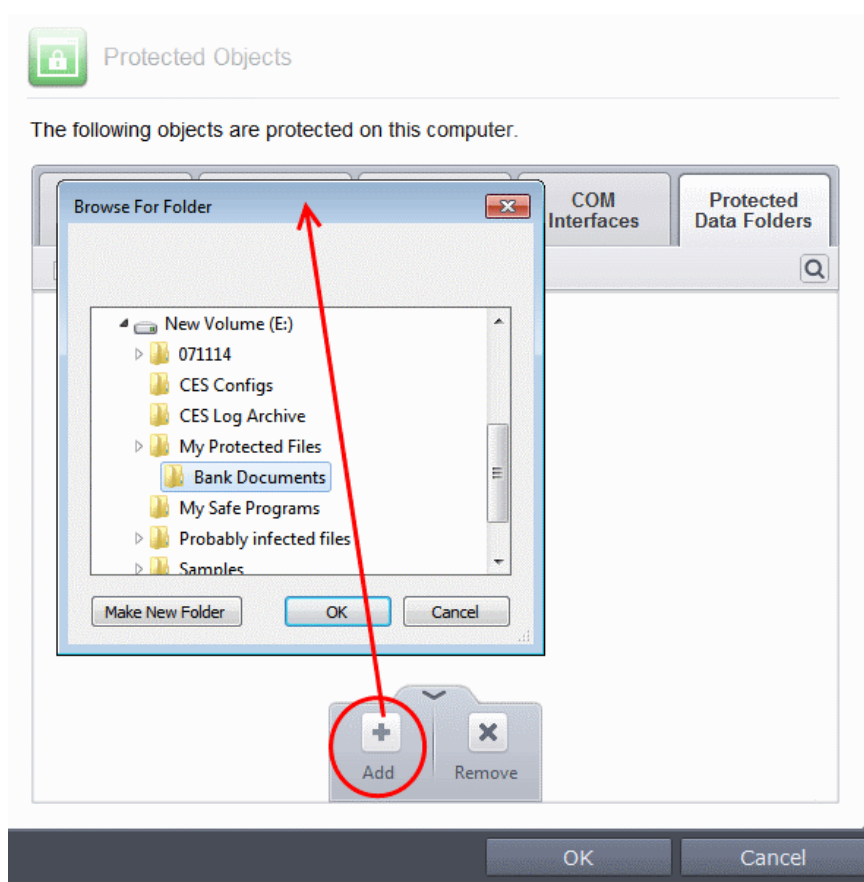 Protected Objects
The following objects are protected on this computer.
COM Interfaces
Protected Data Folders
Browse For Folder
New Volume (E:)
071114
CES Configs
CES Log Archive
My Protected Files
Bank Documents
My Safe Programs
Probably infected files
Samples
Make New Folder
OK
Cancel
Add
Remove
OK
Cancel